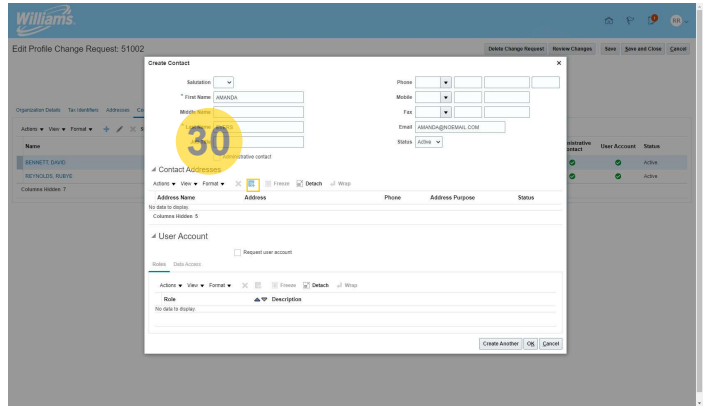 Williams
RR
Edit Profile Change Request: 51002
Delete Change Request Review Changes Save Save and Close Cancel
Create Contact
Salutation
Phone
* First Name AMANDA
Mobile
Middle Name
Fax
Email AMANDA@NOEMAIL.COM
30
Status Active
Administrative contact
Organization Details Tax Identifiers Addresses
Actions View Format
Name
User Account Status
BENNETT, DAVID
Active
REYNOLDS, RUBYE
Active
Columns Hidden 7
Contact Addresses
Actions View Format Freeze Detach Wrap
Address Name Address Phone Address Purpose Status
No data to display.
Columns Hidden 5
User Account
Request user account
Roles Data Access
Actions View Format Freeze Detach Wrap
Role Description
No data to display.
Create Another OK Cancel